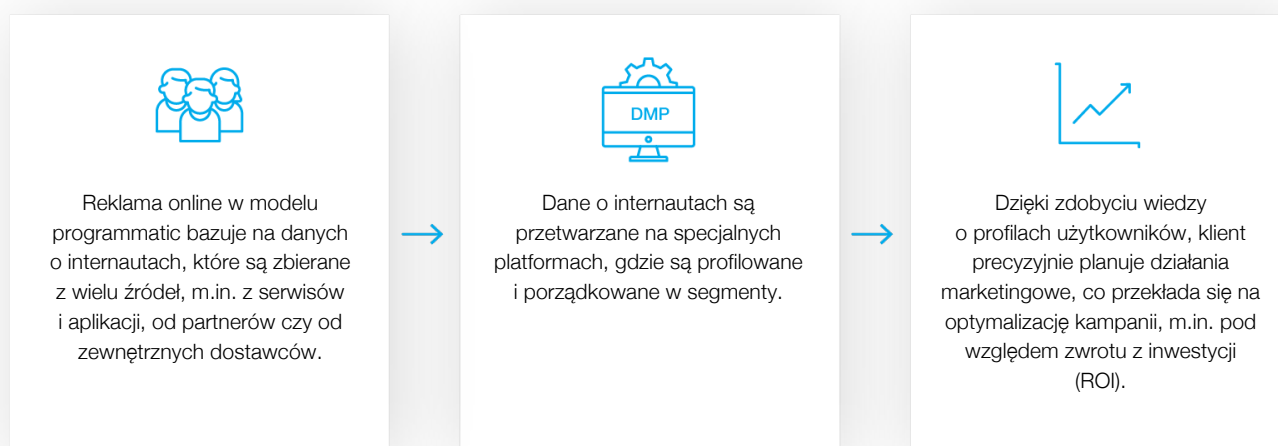 Reklama online w modelu
programmatic bazuje na danych
o internautach, które są zbierane
z wielu źródeł, m.in. z serwisów
i aplikacji, od partnerów czy od
zewnętrznych dostawców.
DMP
Dane o internautach są
przetwarzane na specjalnych
platformach, gdzie są profilowane
i porządkowane w segmenty.
Dzięki zdobyciu wiedzy
o profilach użytkowników, klient
precyzyjnie planuje działania
marketingowe, co przekłada się na
optymalizację kampanii, m.in. pod
względem zwrotu z inwestycji
(ROI).